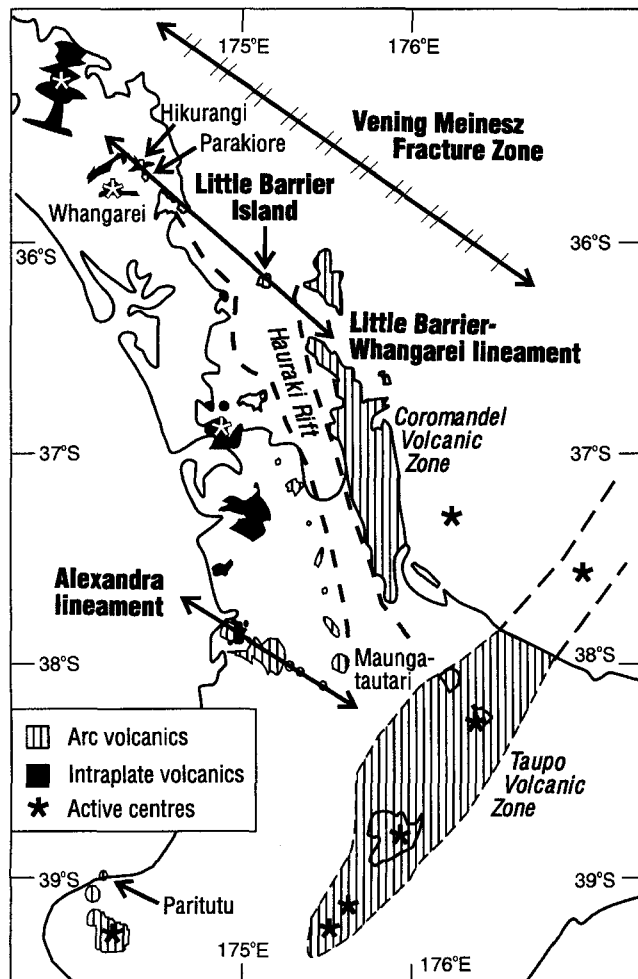 175°E
176°E
Hikurangi
Parakiore
Vening Meinesz
Fracture Zone
Whangarei
Little Barrier
Island
36°S
36°S
Little Barrier-
Whangarei lineament
Hauraki Rift
Coromandel
Volcanic
Zone
37°S
37°S
Alexandra
lineament
38°S
38°S
Maunga-
tautari
Arc volcanics
Intraplate volcanics
Active centres
Taupo
Volcanic
Zone
39°S
39°S
Paritutu
175°E
176°E